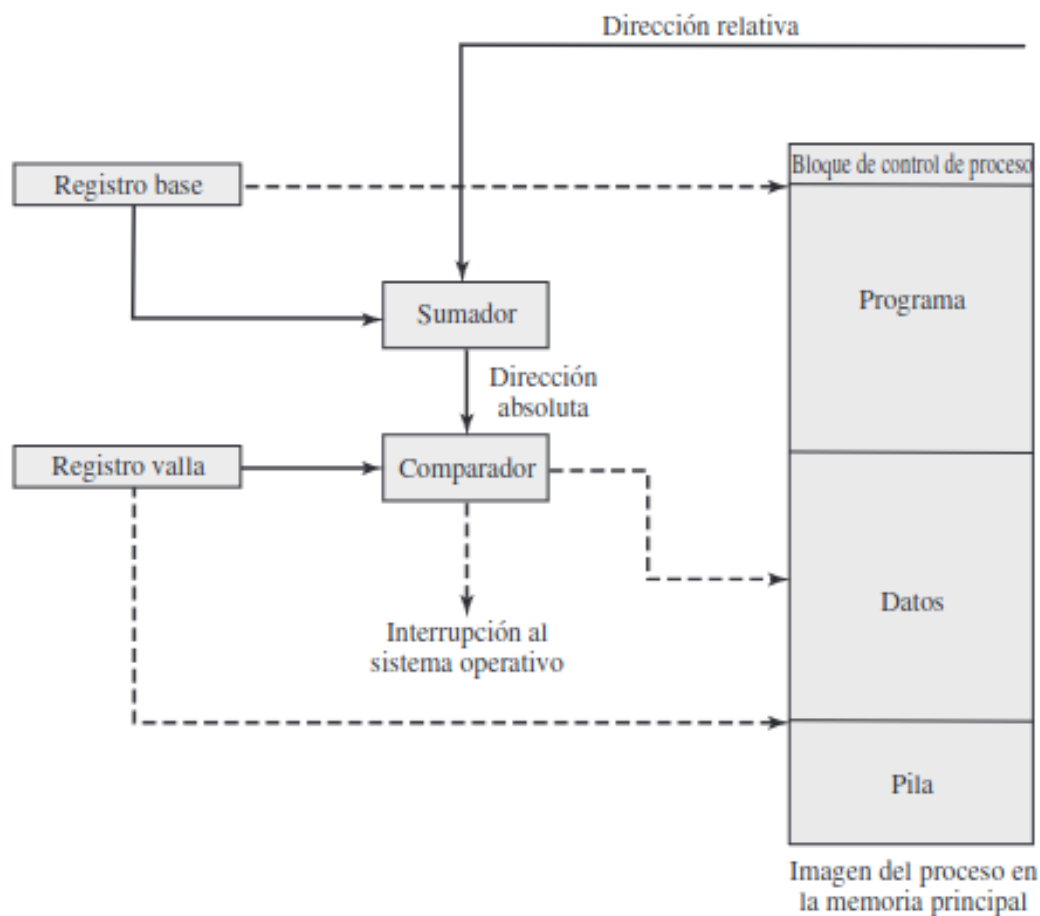 Dirección relativa
Bloque de control de proceso
Registro base
Programa
Sumador
Dirección
absoluta
Registro valla
Comparador
Datos
Interrupción al
sistema operativo
Pila
Imagen del proceso en
la memoria principal